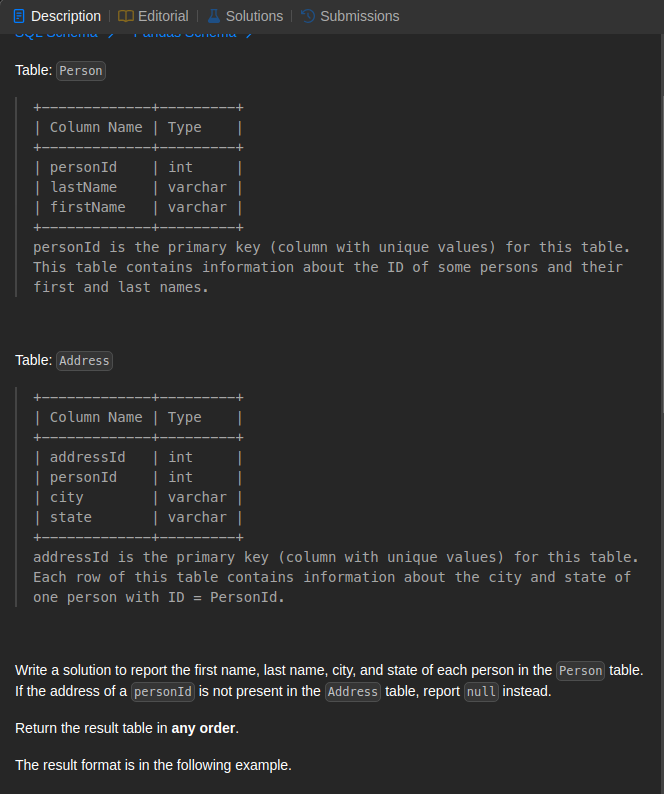 Description | Editorial | Solutions | Submissions
SQL Schema > Pandas Schema >
Table: Person
+-------------+---------+
| Column Name | Type    |
+-------------+---------+
| personId    | int     |
| lastName    | varchar |
| firstName   | varchar |
+-------------+---------+
personId is the primary key (column with unique values) for this table.
This table contains information about the ID of some persons and their
first and last names.
Table: Address
+-------------+---------+
| Column Name | Type    |
+-------------+---------+
| addressId   | int     |
| personId    | int     |
| city        | varchar |
| state       | varchar |
+-------------+---------+
addressId is the primary key (column with unique values) for this table.
Each row of this table contains information about the city and state of
one person with ID = PersonId.
Write a solution to report the first name, last name, city, and state of each person in the Person table.
If the address of a personId is not present in the Address table, report null instead.
Return the result table in any order.
The result format is in the following example.